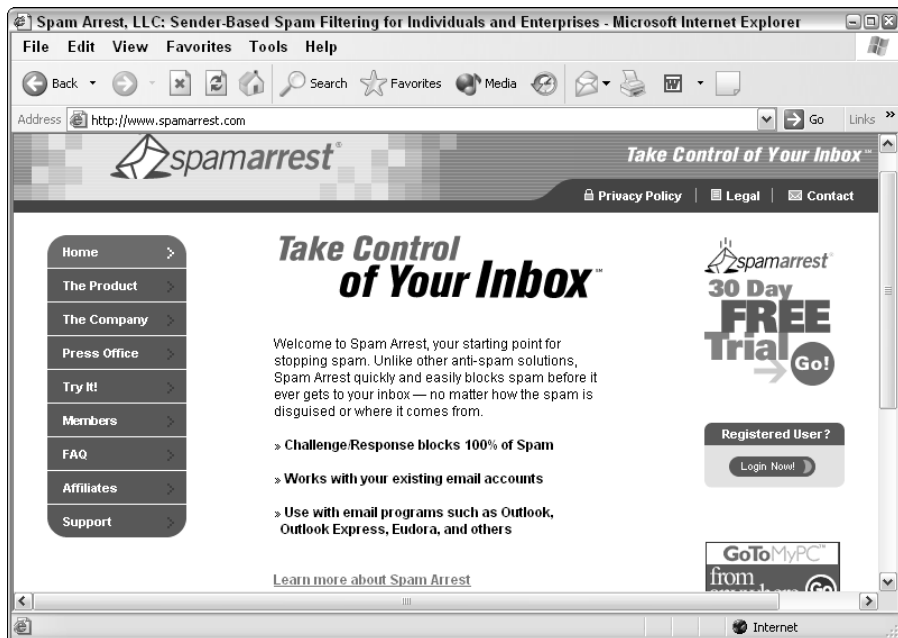 Spam Arrest, LLC: Sender-Based Spam Filtering for Individuals and Enterprises - Microsoft Internet Explorer
File Edit View Favorites Tools Help
Back Search Favorites Media
Address http://www.spamarrest.com Go Links »
spamarrest®
Take Control of Your Inbox™
Privacy Policy | Legal | Contact
Home
The Product
The Company
Press Office
Try It!
Members
FAQ
Affiliates
Support
Take Control
of Your Inbox™
Welcome to Spam Arrest, your starting point for
stopping spam. Unlike other anti-spam solutions,
Spam Arrest quickly and easily blocks spam before it
ever gets to your inbox — no matter how the spam is
disguised or where it comes from.
» Challenge/Response blocks 100% of Spam
» Works with your existing email accounts
» Use with email programs such as Outlook,
Outlook Express, Eudora, and others
Learn more about Spam Arrest
spamarrest®
30 Day
FREE
Trial
Go!
Registered User?
Login Now!
GoToMyPC™
from
Go
Internet